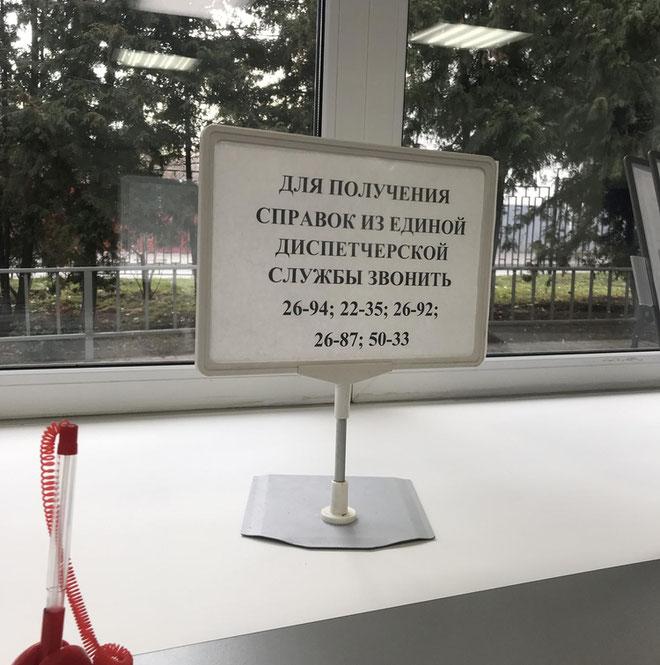 ДЛЯ ПОЛУЧЕНИЯ
СПРАВОК ИЗ ЕДИНОЙ
ДИСПЕТЧЕРСКОЙ
СЛУЖБЫ ЗВОНИТЬ
26-94; 22-35; 26-92;
26-87; 50-33